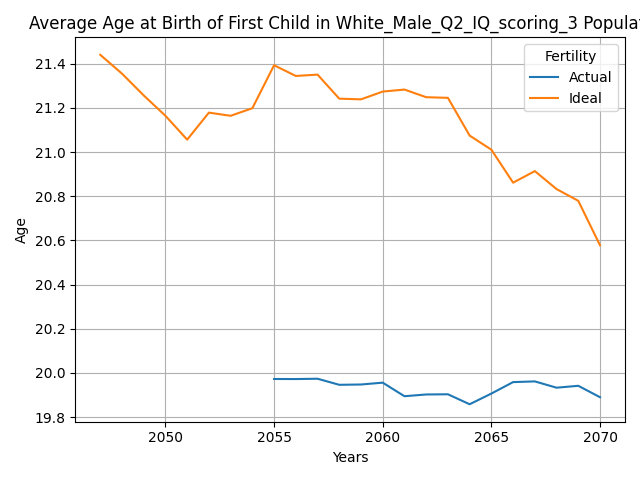 Average Age at Birth of First Child in White_Male_Q2_IQ_scoring_3 Populat
Fertility
Actual
Ideal
21.4
21.2
21.0
20.8
20.6
20.4
20.2
20.0
19.8
Age
2050 2055 2060 2065 2070
Years